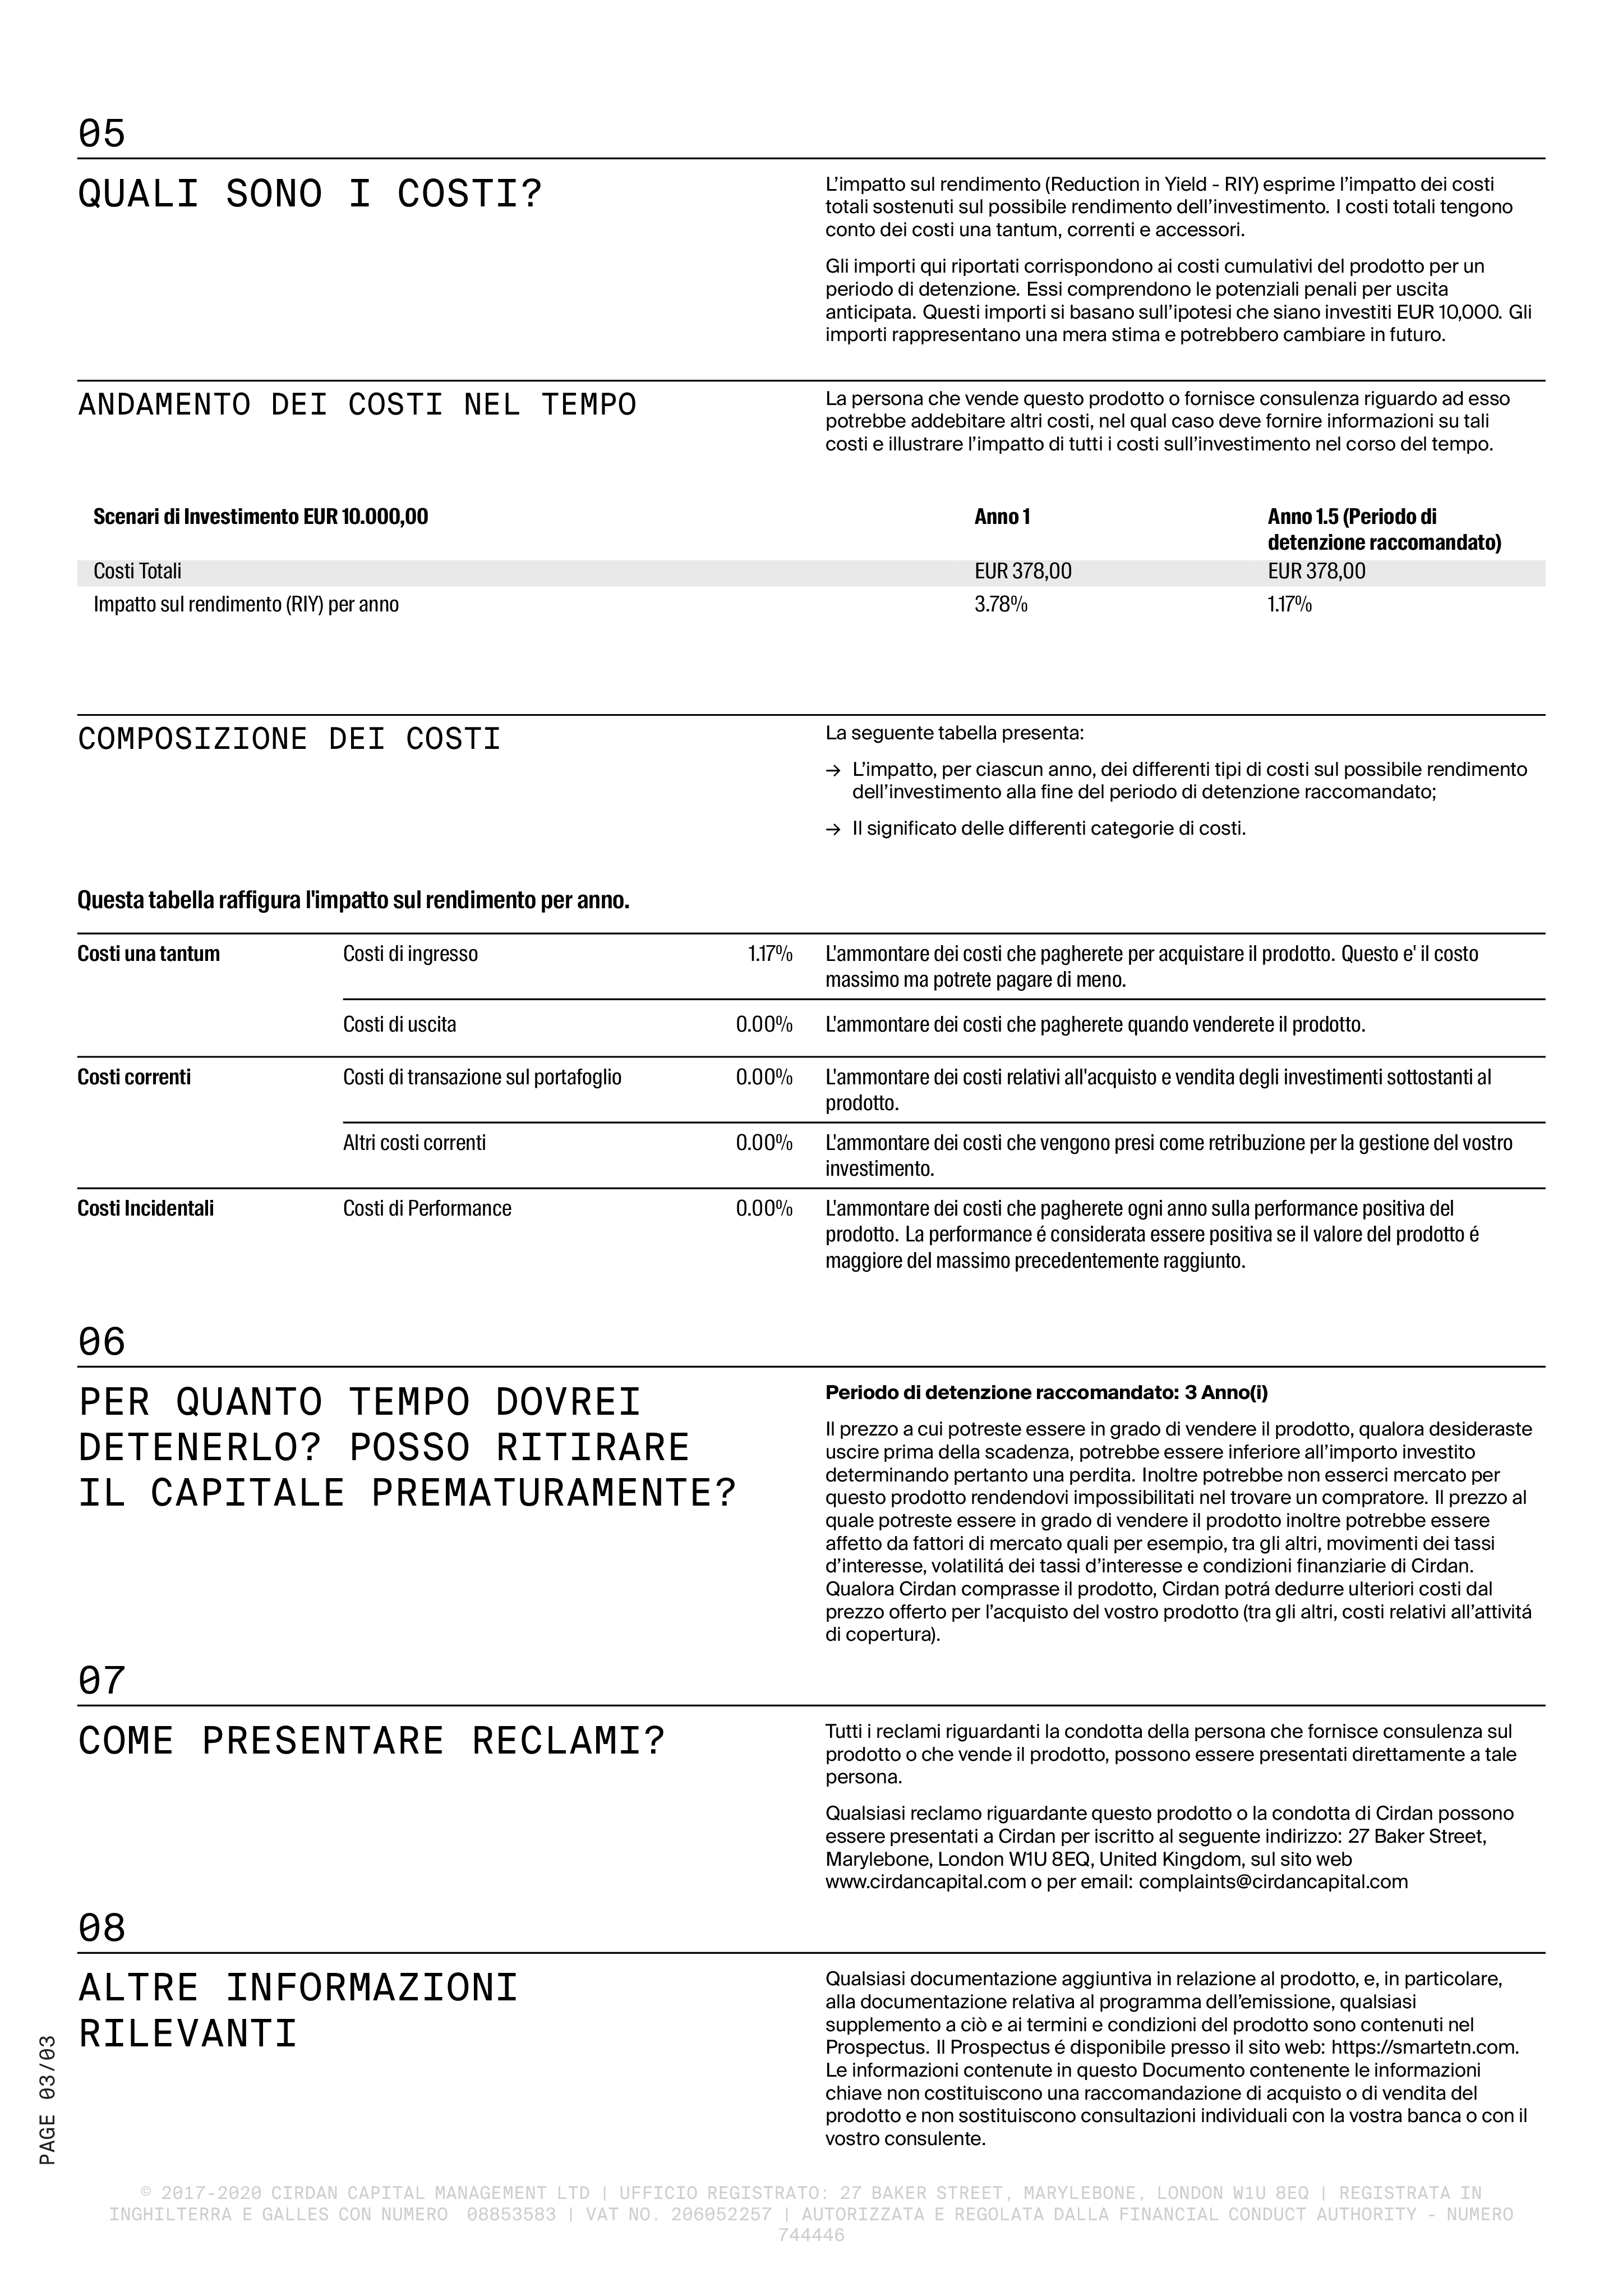 05
QUALI SONO I COSTI?
L’impatto sul rendimento (Reduction in Yield - RIY) esprime l’impatto dei costi
totali sostenuti sul possibile rendimento dell’investimento. I costi totali tengono
conto dei costi una tantum, correnti e accessori.
Gli importi qui riportati corrispondono ai costi cumulativi del prodotto per un
periodo di detenzione. Essi comprendono le potenziali penali per uscita
anticipata. Questi importi si basano sull’ipotesi che siano investiti EUR 10,000. Gli
importi rappresentano una mera stima e potrebbero cambiare in futuro.
ANDAMENTO DEI COSTI NEL TEMPO
La persona che vende questo prodotto o fornisce consulenza riguardo ad esso
potrebbe addebitare altri costi, nel qual caso deve fornire informazioni su tali
costi e illustrare l’impatto di tutti i costi sull’investimento nel corso del tempo.
Scenari di Investimento EUR 10.000,00 Anno 1 Anno 1.5 (Periodo di
detenzione raccomandato)
Costi Totali EUR 378,00 EUR 378,00
Impatto sul rendimento (RIY) per anno 3.78% 1.17%
COMPOSIZIONE DEI COSTI
La seguente tabella presenta:
→ L’impatto, per ciascun anno, dei differenti tipi di costi sul possibile rendimento
dell’investimento alla fine del periodo di detenzione raccomandato;
→ Il significato delle differenti categorie di costi.
Questa tabella raffigura l'impatto sul rendimento per anno.
Costi una tantum Costi di ingresso 1.17% L'ammontare dei costi che pagherete per acquistare il prodotto. Questo e' il costo
massimo ma potrete pagare di meno.
Costi di uscita 0.00% L'ammontare dei costi che pagherete quando venderete il prodotto.
Costi correnti Costi di transazione sul portafoglio 0.00% L'ammontare dei costi relativi all'acquisto e vendita degli investimenti sottostanti al
prodotto.
Altri costi correnti 0.00% L'ammontare dei costi che vengono presi come retribuzione per la gestione del vostro
investimento.
Costi Incidentali Costi di Performance 0.00% L'ammontare dei costi che pagherete ogni anno sulla performance positiva del
prodotto. La performance é considerata essere positiva se il valore del prodotto é
maggiore del massimo precedentemente raggiunto.
06
PER QUANTO TEMPO DOVREI
DETENERLO? POSSO RITIRARE
IL CAPITALE PREMATURAMENTE?
Periodo di detenzione raccomandato: 3 Anno(i)
Il prezzo a cui potreste essere in grado di vendere il prodotto, qualora desideraste
uscire prima della scadenza, potrebbe essere inferiore all’importo investito
determinando pertanto una perdita. Inoltre potrebbe non esserci mercato per
questo prodotto rendendovi impossibilitati nel trovare un compratore. Il prezzo al
quale potreste essere in grado di vendere il prodotto inoltre potrebbe essere
affetto da fattori di mercato quali per esempio, tra gli altri, movimenti dei tassi
d’interesse, volatilitá dei tassi d’interesse e condizioni finanziarie di Cirdan.
Qualora Cirdan comprasse il prodotto, Cirdan potrá dedurre ulteriori costi dal
prezzo offerto per l’acquisto del vostro prodotto (tra gli altri, costi relativi all’attivitá
di copertura).
07
COME PRESENTARE RECLAMI?
Tutti i reclami riguardanti la condotta della persona che fornisce consulenza sul
prodotto o che vende il prodotto, possono essere presentati direttamente a tale
persona.
Qualsiasi reclamo riguardante questo prodotto o la condotta di Cirdan possono
essere presentati a Cirdan per iscritto al seguente indirizzo: 27 Baker Street,
Marylebone, London W1U 8EQ, United Kingdom, sul sito web
www.cirdancapital.com o per email: complaints@cirdancapital.com
08
ALTRE INFORMAZIONI
RILEVANTI
Qualsiasi documentazione aggiuntiva in relazione al prodotto, e, in particolare,
alla documentazione relativa al programma dell’emissione, qualsiasi
supplemento a ciò e ai termini e condizioni del prodotto sono contenuti nel
Prospectus. Il Prospectus é disponibile presso il sito web: https://smartetn.com.
Le informazioni contenute in questo Documento contenente le informazioni
chiave non costituiscono una raccomandazione di acquisto o di vendita del
prodotto e non sostituiscono consultazioni individuali con la vostra banca o con il
vostro consulente.
PAGE 03/03
© 2017-2020 CIRDAN CAPITAL MANAGEMENT LTD | UFFICIO REGISTRATO: 27 BAKER STREET, MARYLEBONE, LONDON W1U 8EQ | REGISTRATA IN
INGHILTERRA E GALLES CON NUMERO 08853583 | VAT NO. 206052257 | AUTORIZZATA E REGOLATA DALLA FINANCIAL CONDUCT AUTHORITY - NUMERO
744446